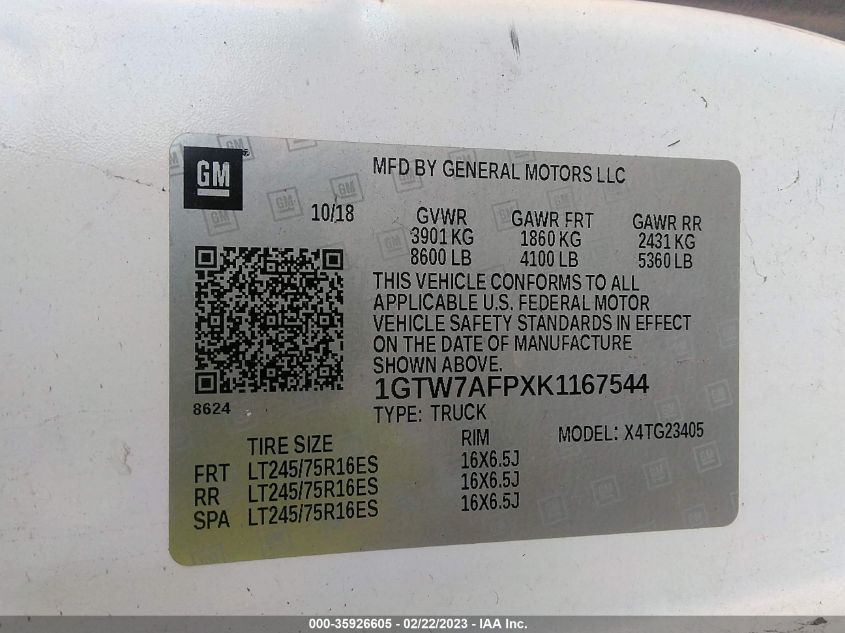 GM
MFD BY GENERAL MOTORS LLC
10/18
GVWR GAWR FRT GAWR RR
3901 KG 1860 KG 2431 KG
8600 LB 4100 LB 5360 LB
THIS VEHICLE CONFORMS TO ALL
APPLICABLE U.S. FEDERAL MOTOR
VEHICLE SAFETY STANDARDS IN EFFECT
ON THE DATE OF MANUFACTURE
SHOWN ABOVE.
1GTW7AFPXK1167544
8624
TYPE: TRUCK MODEL: X4TG23405
TIRE SIZE RIM
FRT LT245/75R16ES 16X6.5J
RR LT245/75R16ES 16X6.5J
SPA LT245/75R16ES 16X6.5J
000-35926605 - 02/22/2023 - IAA Inc.